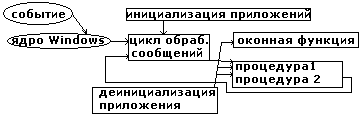 событие
инициализация приложений
ядро Windows
цикл обраб.
сообщений
оконная функция
процедура1
процедура 2
деинициализация
приложения